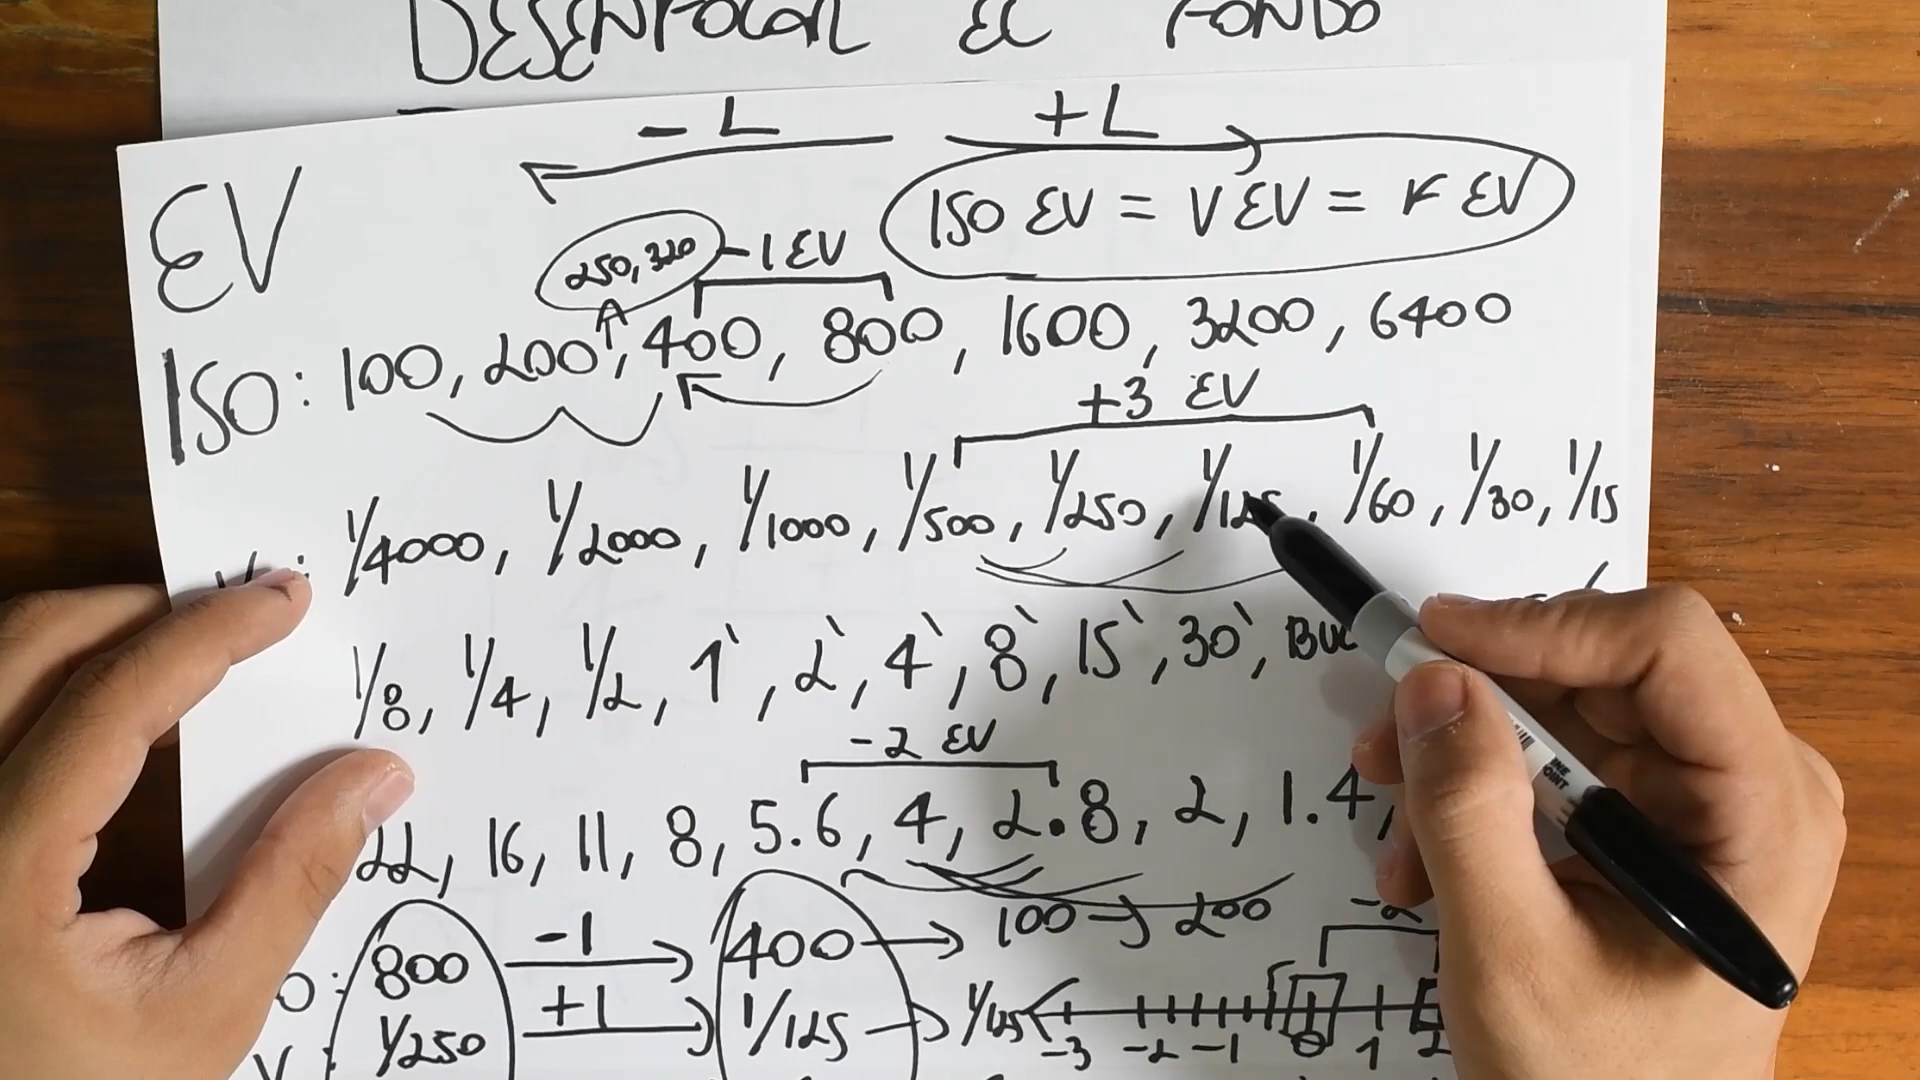 DESENFOCAR EL FONDO
- L +L
EV
250, 320 -1 EV
ISO EV = V EV = F EV
ISO: 100, 200, 400, 800, 1600, 3200, 6400
+3 EV
1/4000, 1/2000, 1/1000, 1/500, 1/250, 1/125, 1/60, 1/30, 1/15
1/8, 1/4, 1/2, 1`, 2`, 4`, 8`, 15`, 30`,
-2 EV
22, 16, 11, 8, 5.6, 4, 2.8, 2, 1.4,
800 -1 400 → 100 → 200 -2
1/250 +1 1/125 → 1/125
-3 -2 -1 0 1 2